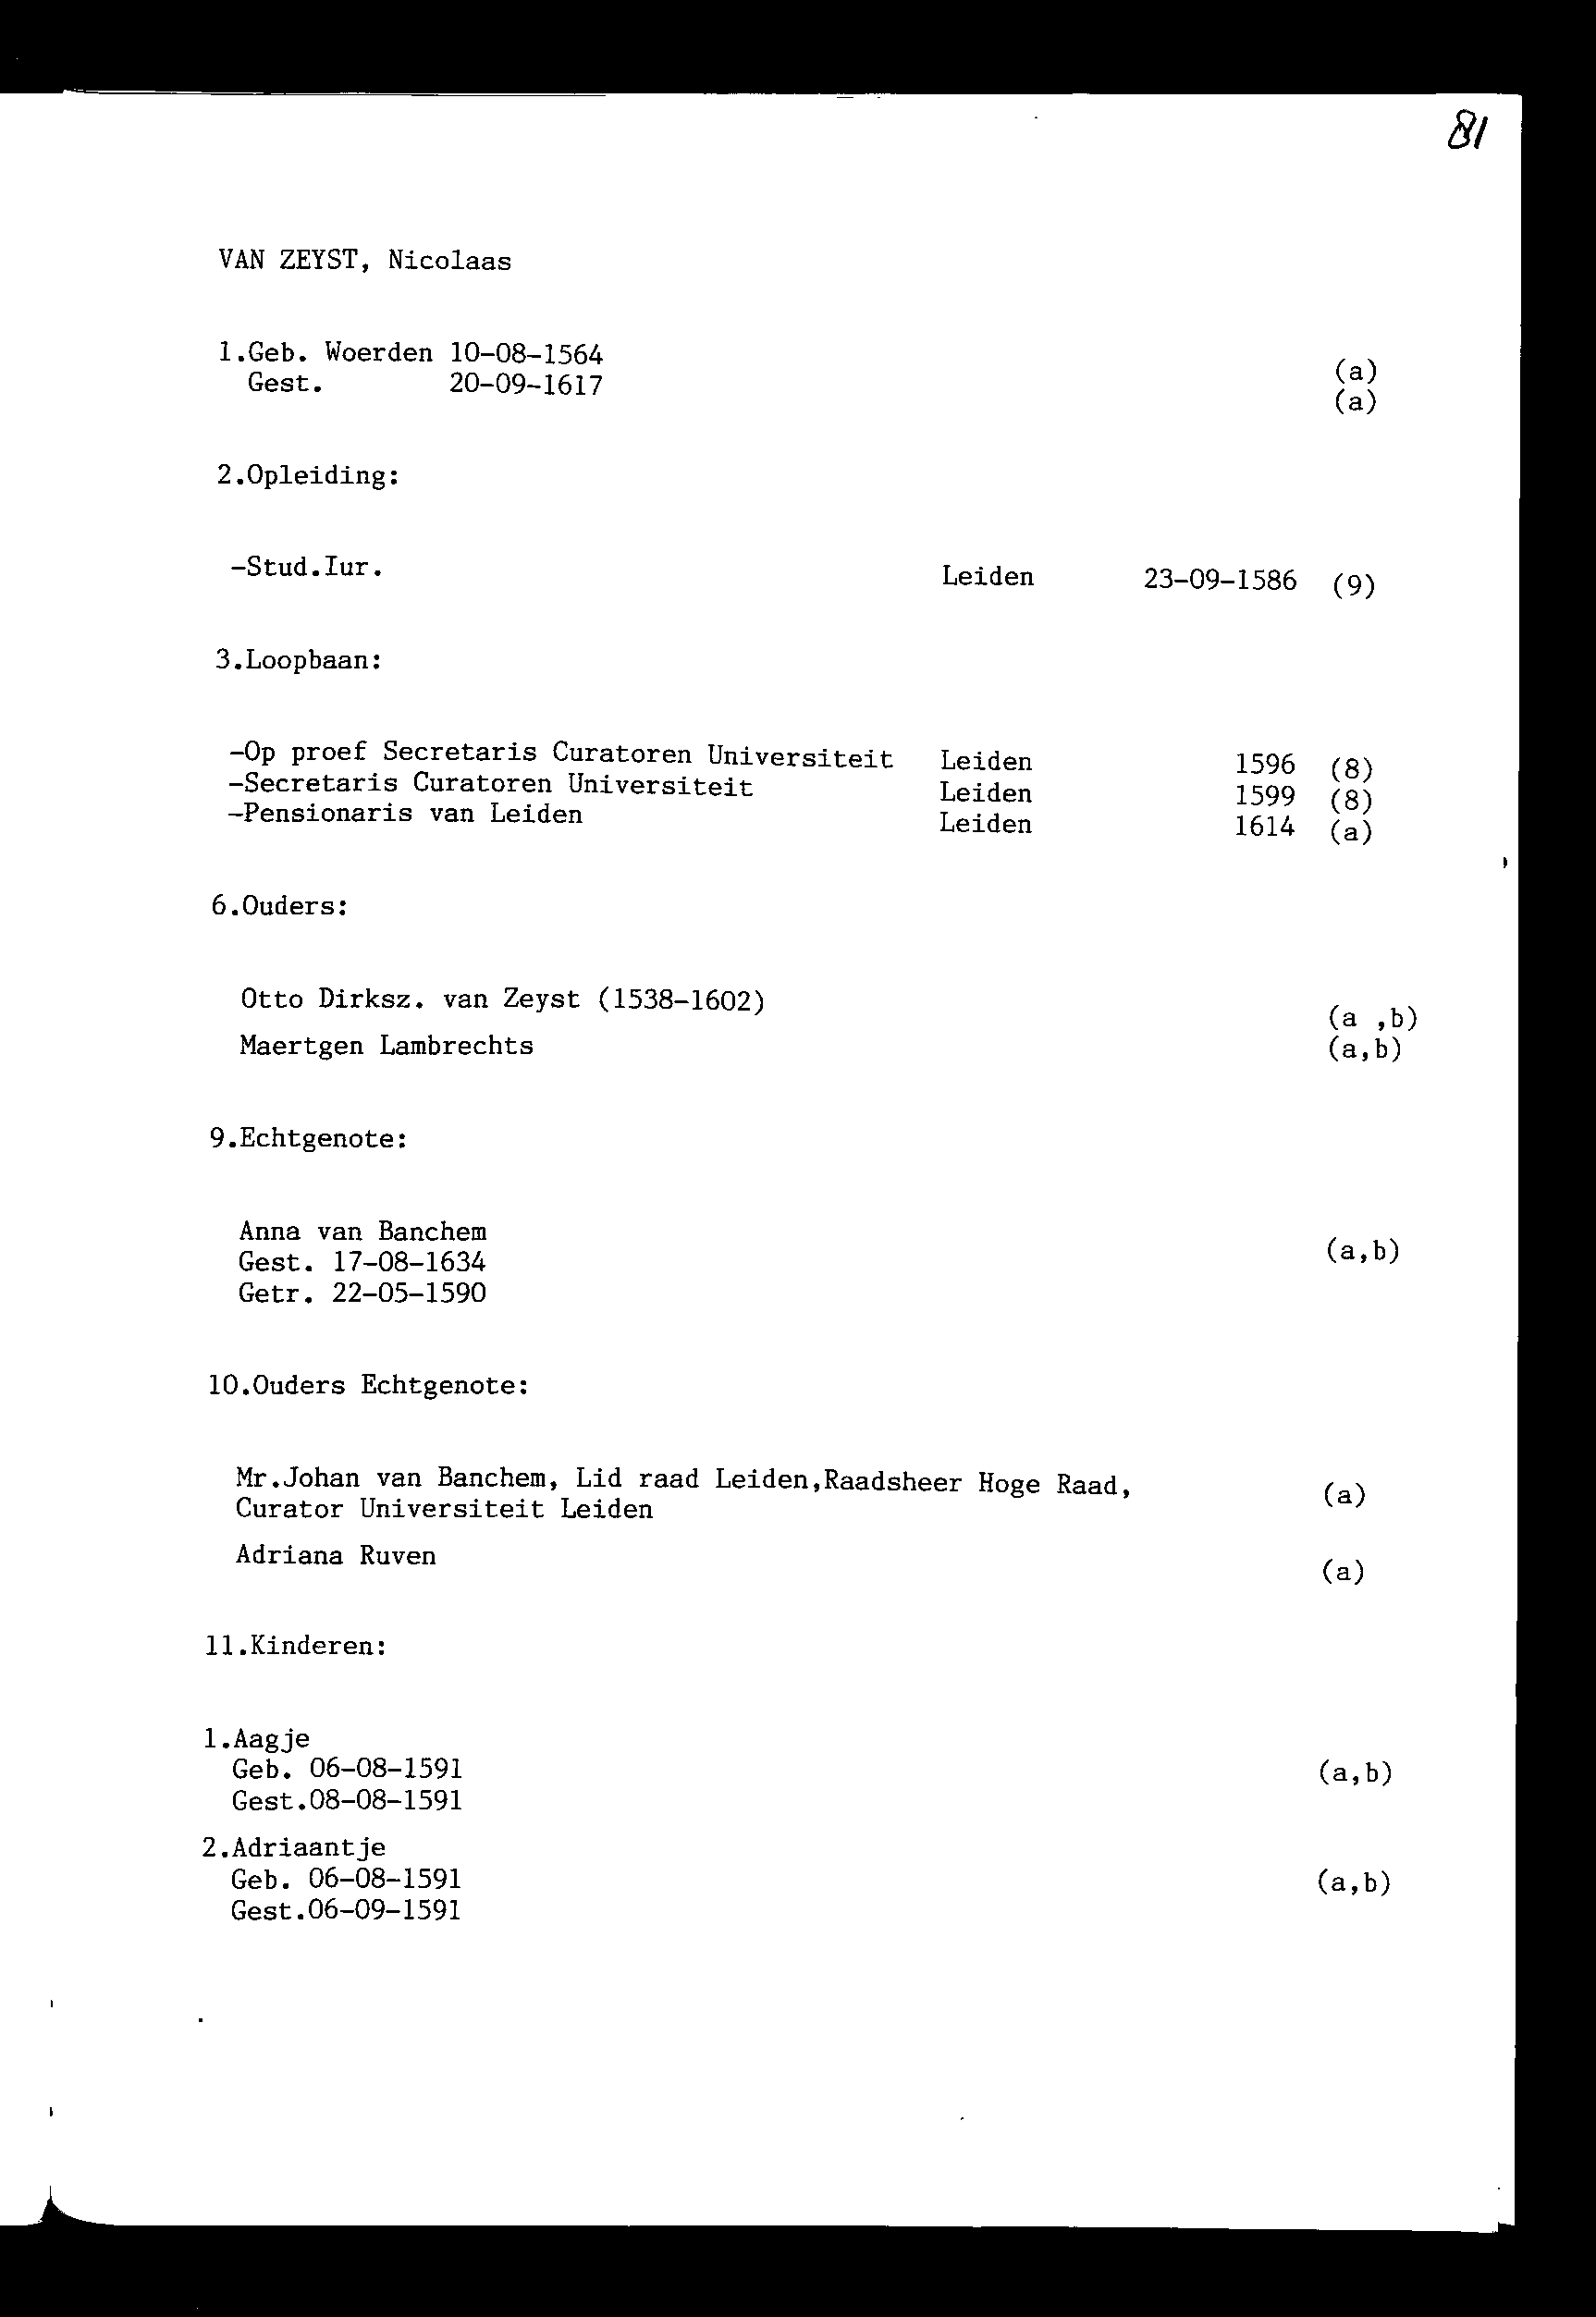 81
VAN ZEYST, Nicolaas
1.Geb. Woerden 10-08-1564 (a)
Gest. 20-09-1617 (a)
2.Opleiding:
-Stud.Iur. Leiden 23-09-1586 (9)
3.Loopbaan:
-Op proef Secretaris Curatoren Universiteit Leiden 1596 (8)
-Secretaris Curatoren Universiteit Leiden 1599 (8)
-Pensionaris van Leiden Leiden 1614 (a)
6.Ouders:
Otto Dirksz. van Zeyst (1538-1602) (a ,b)
Maertgen Lambrechts (a,b)
9.Echtgenote:
Anna van Banchem (a,b)
Gest. 17-08-1634
Getr. 22-05-1590
10.Ouders Echtgenote:
Mr.Johan van Banchem, Lid raad Leiden,Raadsheer Hoge Raad, (a)
Curator Universiteit Leiden
Adriana Ruven (a)
11.Kinderen:
1.Aagje
Geb. 06-08-1591 (a,b)
Gest.08-08-1591
2.Adriaantje
Geb. 06-08-1591 (a,b)
Gest.06-09-1591